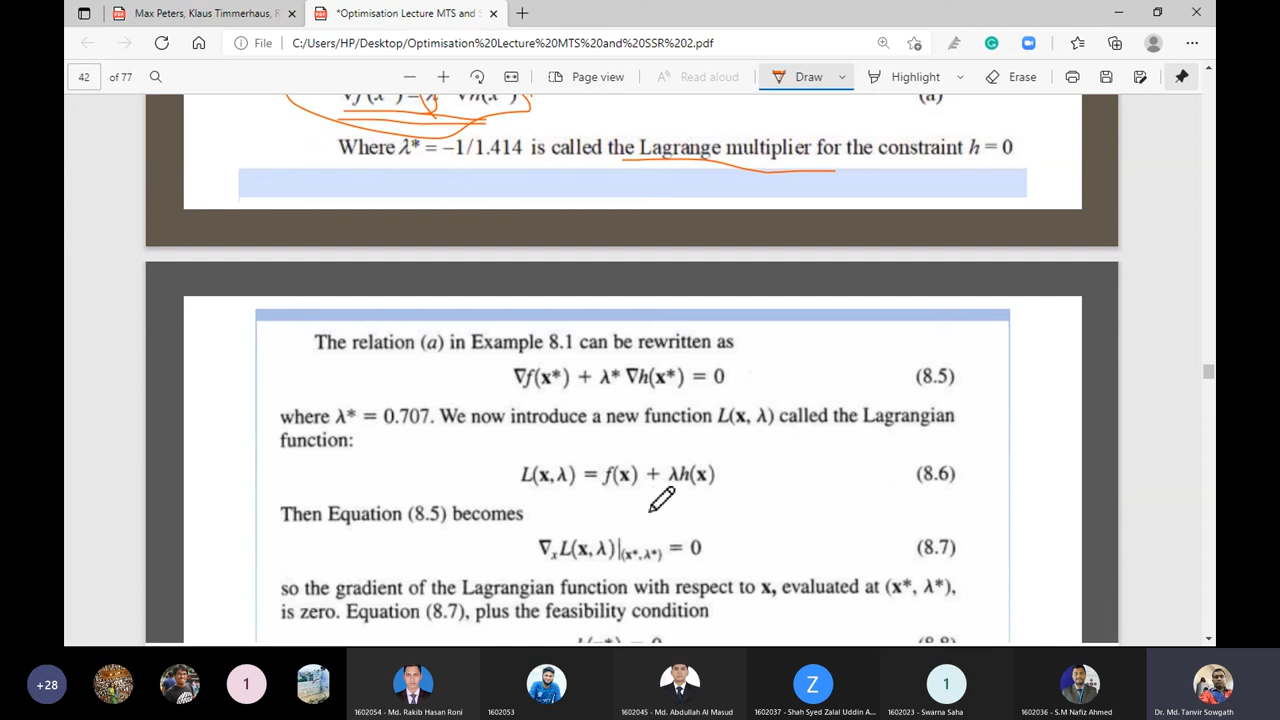 Max Peters, Klaus Timmerhaus, R
*Optimisation Lecture MTS and S
File
C:/Users/HP/Desktop/Optimisation%20Lecture%20MTS%20and%20SSR%202.pdf
42 of 77
Page view
Read aloud
Draw
Highlight
Erase
(a)
Where λ* = −1/1.414 is called the Lagrange multiplier for the constraint h = 0
The relation (a) in Example 8.1 can be rewritten as
∇f(x*) + λ* ∇h(x*) = 0 (8.5)
where λ* = 0.707. We now introduce a new function L(x, λ) called the Lagrangian
function:
L(x,λ) = f(x) + λh(x) (8.6)
Then Equation (8.5) becomes
∇ₓL(x,λ)|(x*,λ*) = 0 (8.7)
so the gradient of the Lagrangian function with respect to x, evaluated at (x*, λ*),
is zero. Equation (8.7), plus the feasibility condition
+28
1
Z
1
1602054 - Md. Rakib Hasan Roni
1602053
1602045 - Md. Abdullah Al Masud
1602037 - Shah Syed Zalal Uddin A...
1602023 - Swarna Saha
1602036 - S.M Nafiz Ahmed
Dr. Md. Tanvir Sowgath